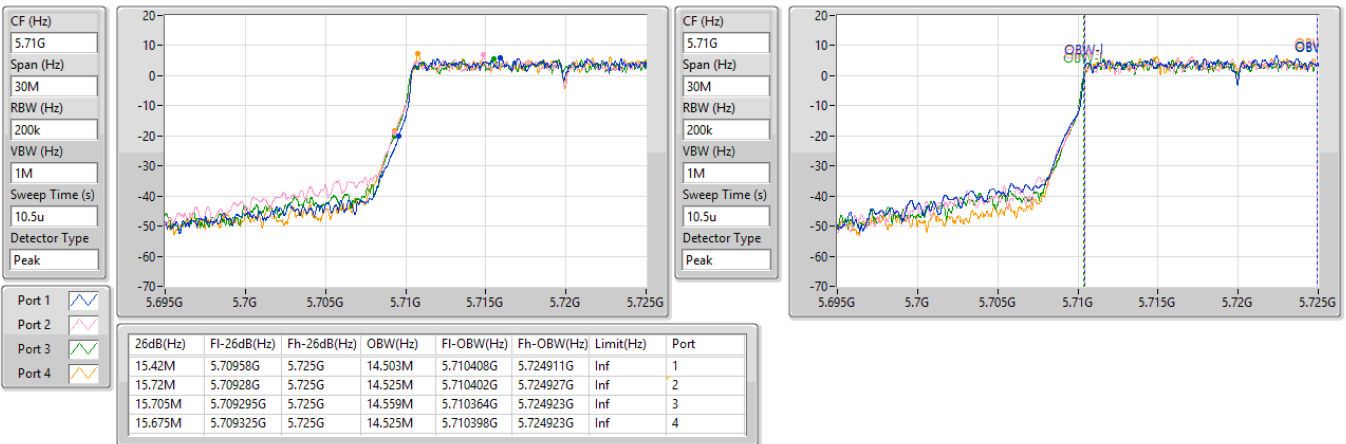 CF (Hz)
5.71G
Span (Hz)
30M
RBW (Hz)
200k
VBW (Hz)
1M
Sweep Time (s)
10.5u
Detector Type
Peak
20
10
0
-10
-20
-30
-40
-50
-60
-70
5.695G 5.7G 5.705G 5.71G 5.715G 5.72G 5.725G
CF (Hz)
5.71G
Span (Hz)
30M
RBW (Hz)
200k
VBW (Hz)
1M
Sweep Time (s)
10.5u
Detector Type
Peak
20
10
0
-10
-20
-30
-40
-50
-60
-70
OBW-l
OBW
5.695G 5.7G 5.705G 5.71G 5.715G 5.72G 5.725G
Port 1
Port 2
Port 3
Port 4
26dB(Hz) Fl-26dB(Hz) Fh-26dB(Hz) OBW(Hz) Fl-OBW(Hz) Fh-OBW(Hz) Limit(Hz) Port
15.42M 5.70958G 5.725G 14.503M 5.710408G 5.724911G Inf 1
15.72M 5.70928G 5.725G 14.525M 5.710402G 5.724927G Inf 2
15.705M 5.709295G 5.725G 14.559M 5.710364G 5.724923G Inf 3
15.675M 5.709325G 5.725G 14.525M 5.710398G 5.724923G Inf 4